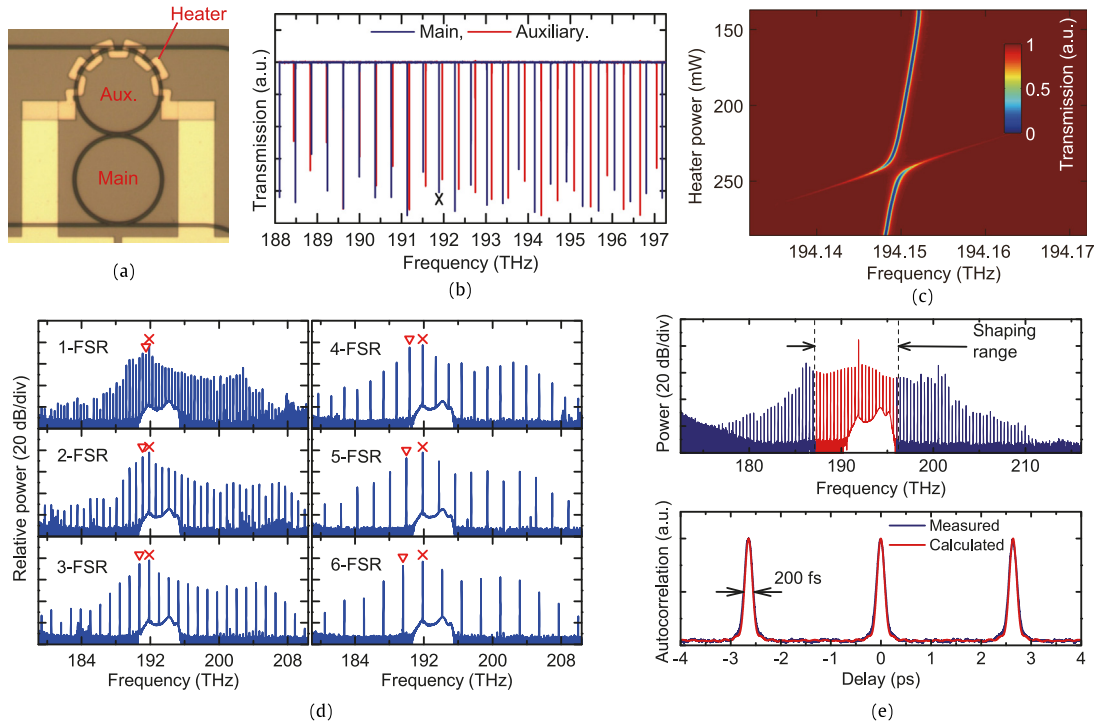 Heater
Aux.
Main
(a)
Main, Auxiliary.
Transmission (a.u.)
X
188 189 190 191 192 193 194 195 196 197
Frequency (THz)
(b)
Heater power (mW)
150
200
250
1
0.5
0
Transmission (a.u.)
194.14 194.15 194.16 194.17
Frequency (THz)
(c)
Relative power (20 dB/div)
1-FSR
4-FSR
2-FSR
5-FSR
3-FSR
6-FSR
184 192 200 208
184 192 200 208
Frequency (THz)
Frequency (THz)
(d)
Power (20 dB/div)
Shaping
range
180 190 200 210
Frequency (THz)
Autocorrelation (a.u.)
Measured
Calculated
200 fs
-4 -3 -2 -1 0 1 2 3 4
Delay (ps)
(e)